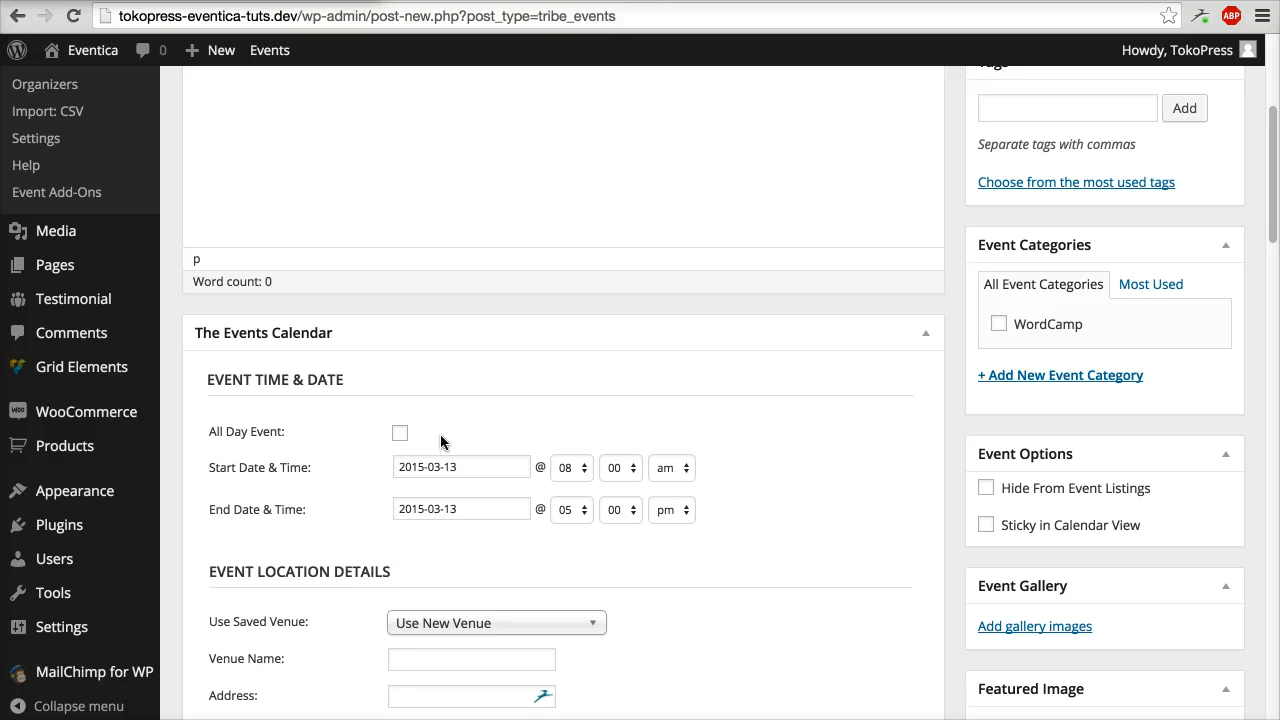 tokopress-eventica-tuts.dev/wp-admin/post-new.php?post_type=tribe_events
ABP
Eventica
0
New
Events
Howdy, TokoPress
Organizers
Import: CSV
Settings
Help
Event Add-Ons
Media
Pages
Testimonial
Comments
Grid Elements
WooCommerce
Products
Appearance
Plugins
Users
Tools
Settings
MailChimp for WP
Collapse menu
p
Word count: 0
The Events Calendar
EVENT TIME & DATE
All Day Event:
Start Date & Time: 2015-03-13 @ 08 00 am
End Date & Time: 2015-03-13 @ 05 00 pm
EVENT LOCATION DETAILS
Use Saved Venue: Use New Venue
Venue Name:
Address:
Tags
Add
Separate tags with commas
Choose from the most used tags
Event Categories
All Event Categories
Most Used
WordCamp
+ Add New Event Category
Event Options
Hide From Event Listings
Sticky in Calendar View
Event Gallery
Add gallery images
Featured Image